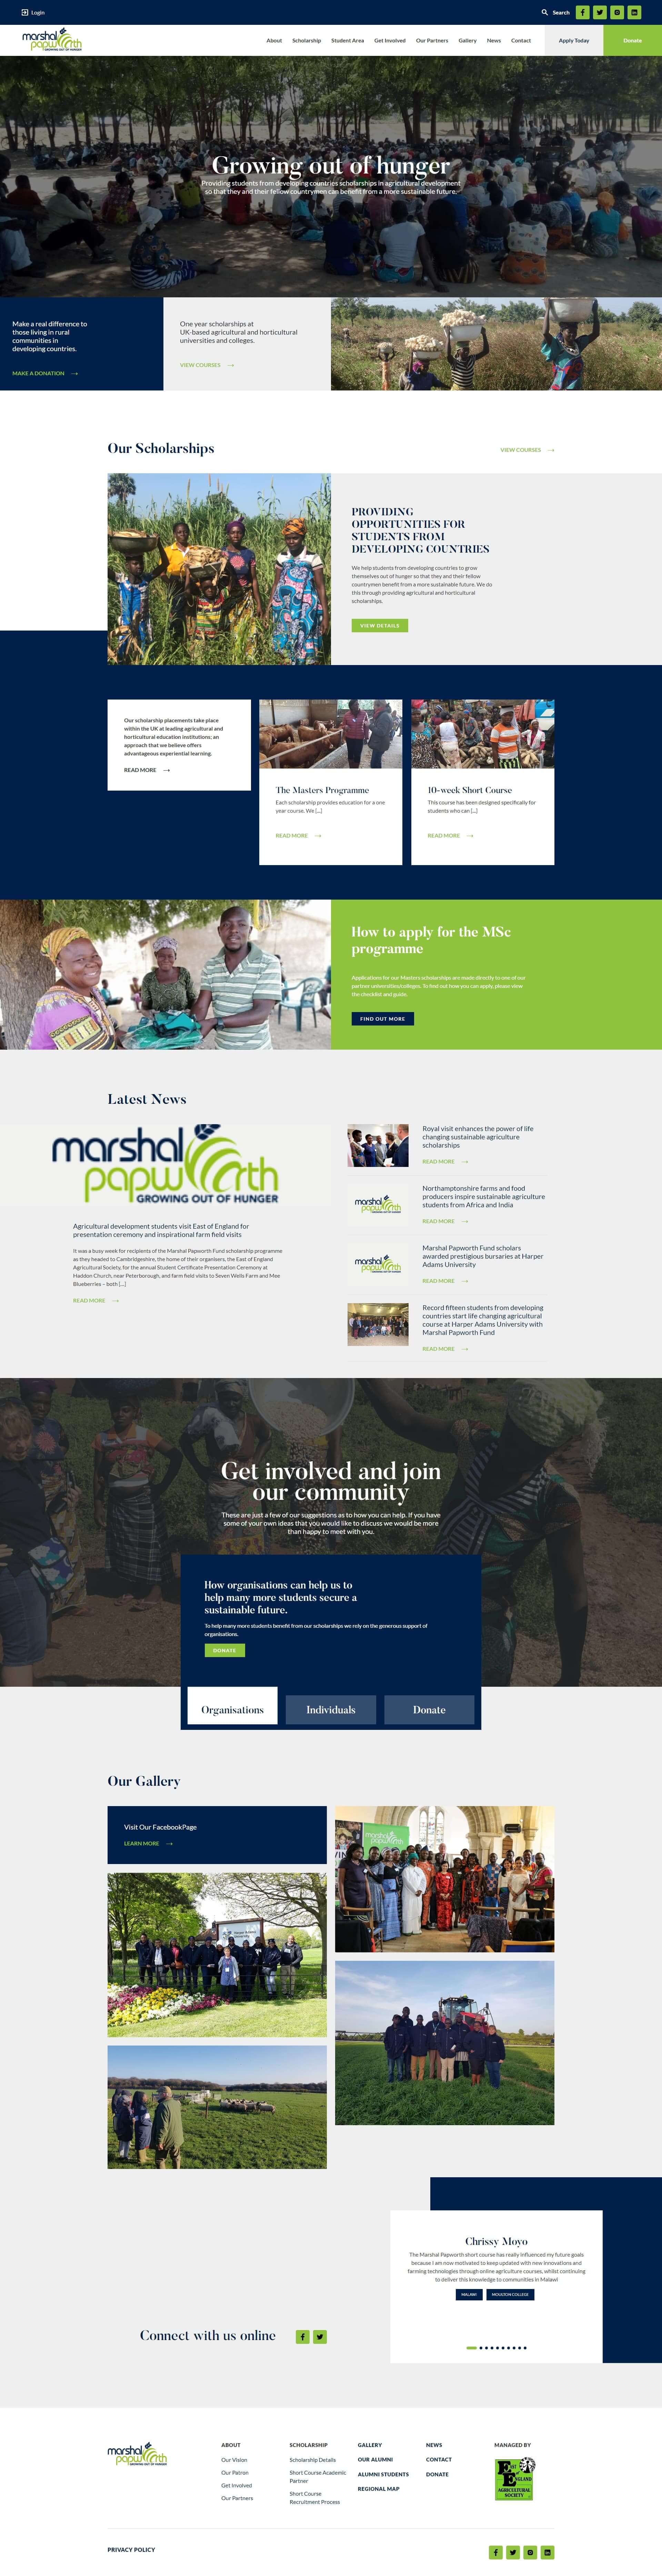 Login
Search
marshal papworth
GROWING OUT OF HUNGER
About
Scholarship
Student Area
Get Involved
Our Partners
Gallery
News
Contact
Apply Today
Donate
Growing out of hunger
Providing students from developing countries scholarships in agricultural development
so that they and their fellow countrymen can benefit from a more sustainable future.
Make a real difference to
those living in rural
communities in
developing countries.
MAKE A DONATION →
One year scholarships at
UK-based agricultural and horticultural
universities and colleges.
VIEW COURSES →
Our Scholarships
VIEW COURSES →
PROVIDING
OPPORTUNITIES FOR
STUDENTS FROM
DEVELOPING COUNTRIES
We help students from developing countries to grow
themselves out of hunger so that they and their fellow
countrymen benefit from a more sustainable future. We do
this through providing agricultural and horticultural
scholarships.
VIEW DETAILS
Our scholarship placements take place
within the UK at leading agricultural and
horticultural education institutions; an
approach that we believe offers
advantageous experiential learning.
READ MORE →
The Masters Programme
Each scholarship provides education for a one
year course. We [...]
READ MORE →
10-week Short Course
This course has been designed specifically for
students who can [...]
READ MORE →
How to apply for the MSc
programme
Applications for our Masters scholarships are made directly to one of our
partner universities/colleges. To find out how you can apply, please view
the checklist and guide.
FIND OUT MORE
Latest News
marshal
papworth
GROWING OUT OF HUNGER
Agricultural development students visit East of England for
presentation ceremony and inspirational farm field visits
It was a busy week for recipients of the Marshal Papworth Fund scholarship programme
as they headed to Cambridgeshire, the home of their organisers, the East of England
Agricultural Society, for the annual Student Certificate Presentation Ceremony at
Haddon Church, near Peterborough, and farm field visits to Seven Wells Farm and Mee
Blueberries – both [...]
READ MORE →
Royal visit enhances the power of life
changing sustainable agriculture
scholarships
READ MORE →
marshal
papworth
GROWING OUT OF HUNGER
Northamptonshire farms and food
producers inspire sustainable agriculture
students from Africa and India
READ MORE →
marshal
papworth
GROWING OUT OF HUNGER
Marshal Papworth Fund scholars
awarded prestigious bursaries at Harper
Adams University
READ MORE →
Record fifteen students from developing
countries start life changing agricultural
course at Harper Adams University with
Marshal Papworth Fund
READ MORE →
Get involved and join
our community
These are just a few of our suggestions as to how you can help. If you have
some of your own ideas that you would like to discuss we would be more
than happy to meet with you.
How organisations can help us to
help many more students secure a
sustainable future.
To help many more students benefit from our scholarships we rely on the generous support of
organisations.
DONATE
Organisations
Individuals
Donate
Our Gallery
Visit Our FacebookPage
LEARN MORE →
marshal
papworth
Chrissy Moyo
The Marshal Papworth short course has really influenced my future goals
because I am now motivated to keep updated with new innovations and
farming technologies through online agriculture courses, whilst continuing
to deliver this knowledge to communities in Malawi
MALAWI
MOULTON COLLEGE
Connect with us online
marshal
papworth
GROWING OUT OF HUNGER
ABOUT
Our Vision
Our Patron
Get Involved
Our Partners
SCHOLARSHIP
Scholarship Details
Short Course Academic
Partner
Short Course
Recruitment Process
GALLERY
OUR ALUMNI
ALUMNI STUDENTS
REGIONAL MAP
NEWS
CONTACT
DONATE
MANAGED BY
EAST
OF
ENGLAND
AGRICULTURAL
SOCIETY
PRIVACY POLICY